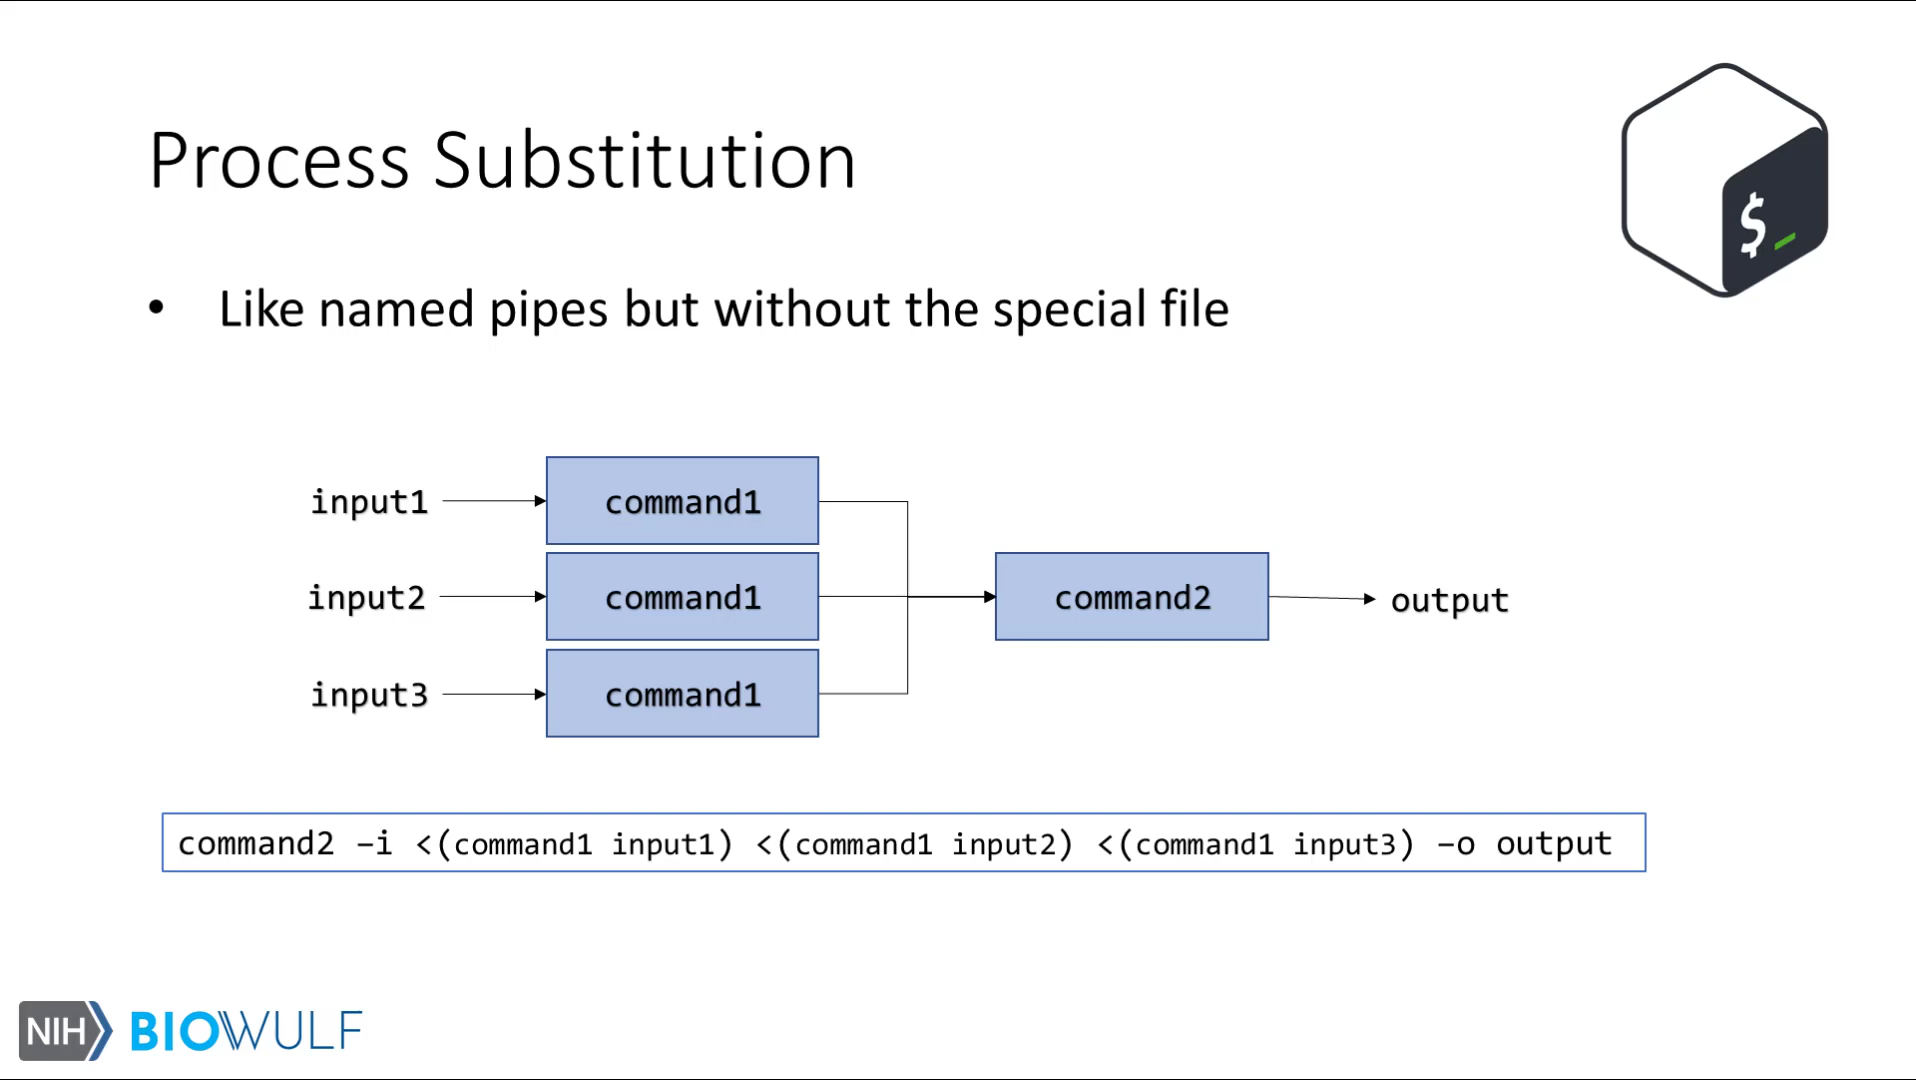 Process Substitution
$_
• Like named pipes but without the special file
input1 command1
input2 command1 command2 output
input3 command1
command2 –i <(command1 input1) <(command1 input2) <(command1 input3) –o output
NIH BIOWULF